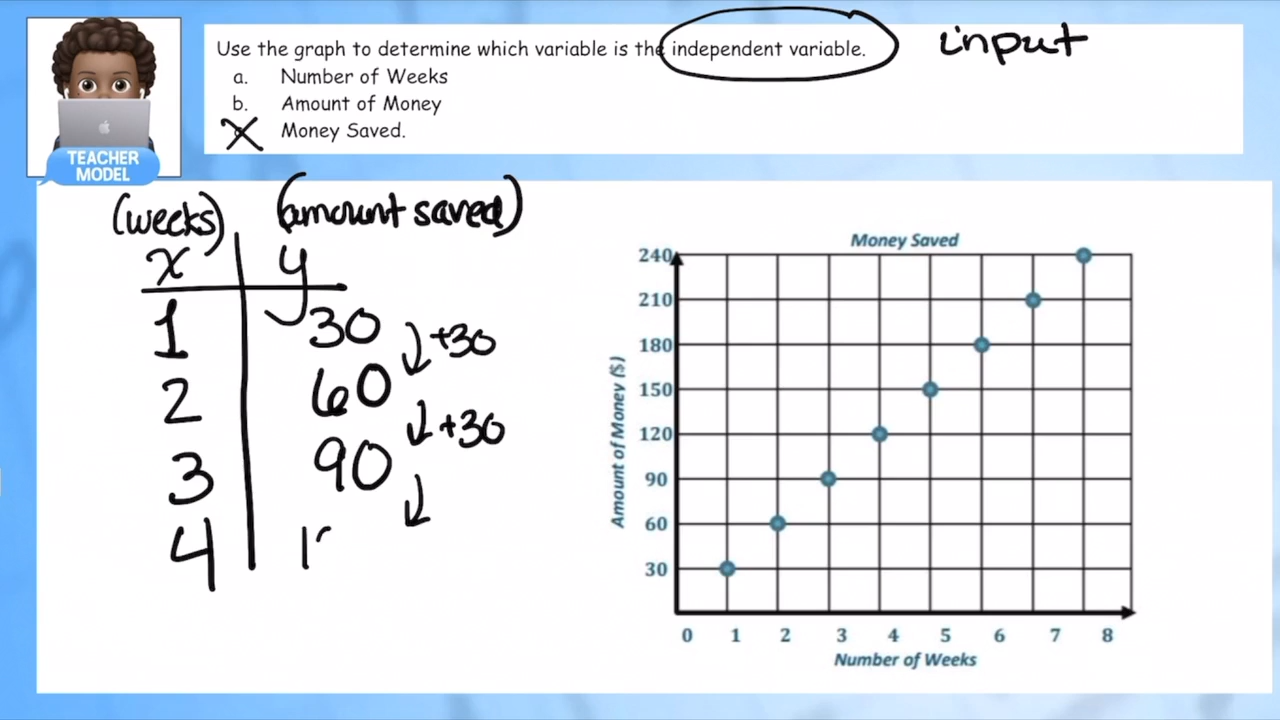 Use the graph to determine which variable is the independent variable.
input
a. Number of Weeks
b. Amount of Money
Money Saved.
TEACHER
MODEL
(weeks) (amount saved)
x y
1 30
+30
2 60
+30
3 90
4 1
Money Saved
240
210
180
150
120
90
60
30
Amount of Money ($)
0 1 2 3 4 5 6 7 8
Number of Weeks